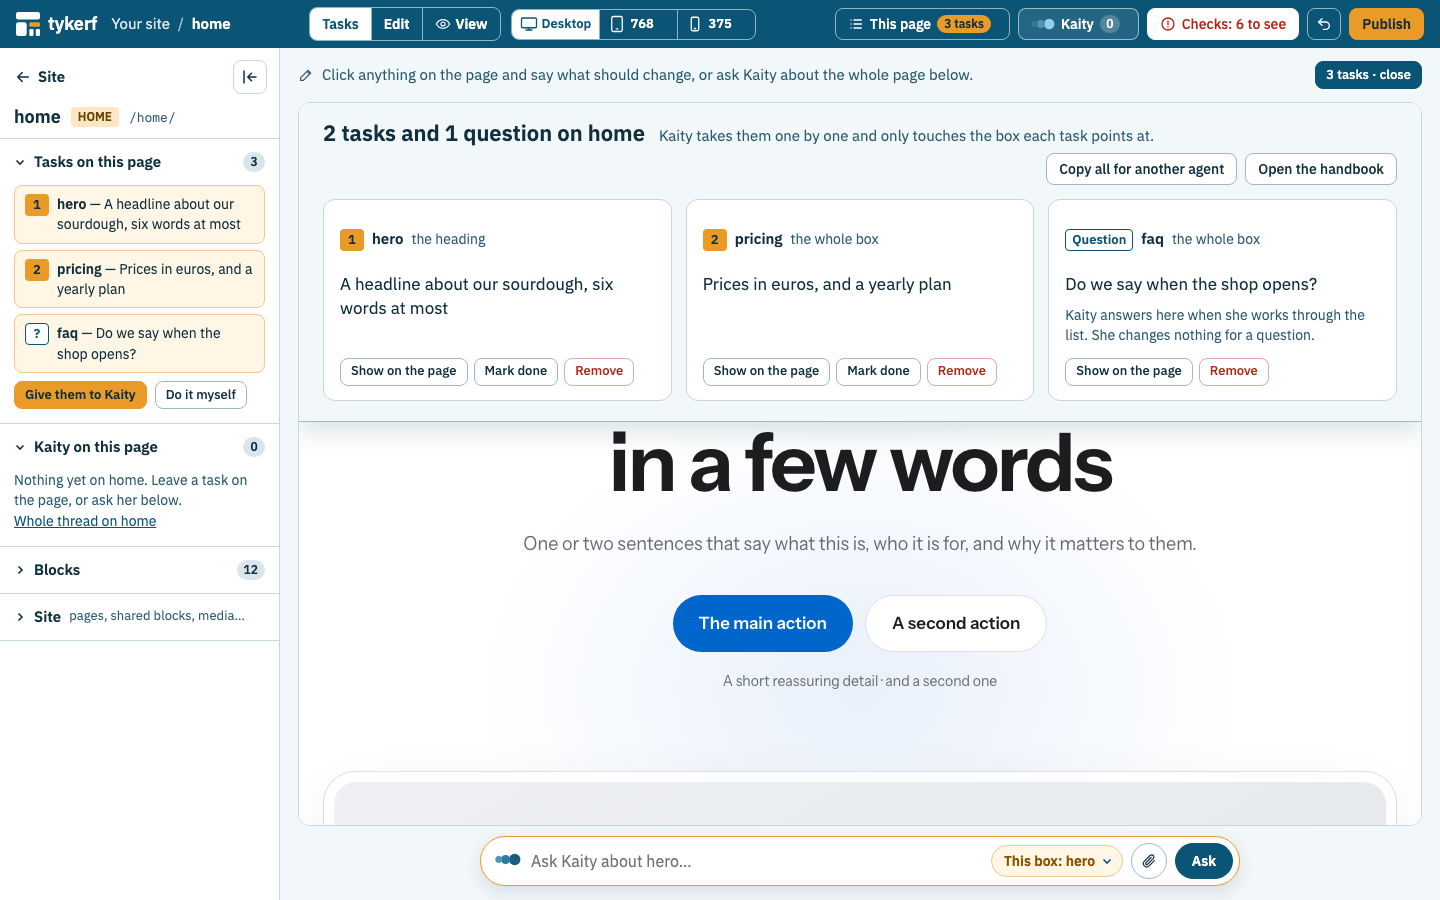 tykerf Your site / home Tasks Edit View Desktop 768 375 This page 3 tasks Kaity 0 Checks: 6 to see Publish
Site
home HOME /home/
Tasks on this page 3
1 hero — A headline about our
sourdough, six words at most
2 pricing — Prices in euros, and a
yearly plan
? faq — Do we say when the
shop opens?
Give them to Kaity Do it myself
Kaity on this page 0
Nothing yet on home. Leave a task on
the page, or ask her below.
Whole thread on home
Blocks 12
Site pages, shared blocks, media...
Click anything on the page and say what should change, or ask Kaity about the whole page below. 3 tasks · close
2 tasks and 1 question on home Kaity takes them one by one and only touches the box each task points at.
Copy all for another agent Open the handbook
1 hero the heading
A headline about our sourdough, six
words at most
Show on the page Mark done Remove
2 pricing the whole box
Prices in euros, and a yearly plan
Show on the page Mark done Remove
Question faq the whole box
Do we say when the shop opens?
Kaity answers here when she works through the
list. She changes nothing for a question.
Show on the page Remove
in a few words
One or two sentences that say what this is, who it is for, and why it matters to them.
The main action A second action
A short reassuring detail · and a second one
Ask Kaity about hero... This box: hero Ask